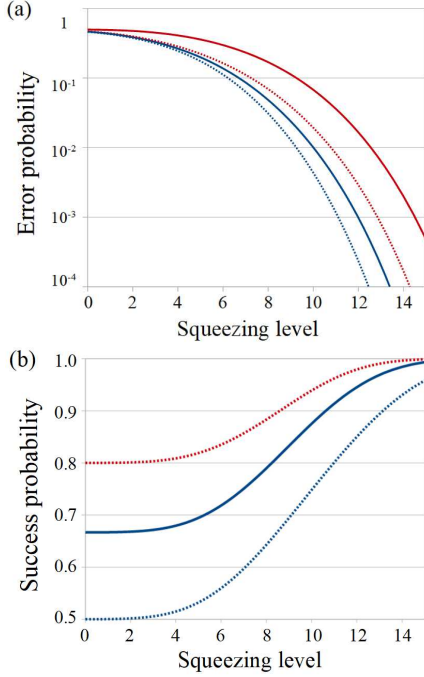 (a)
1
10-1
10-2
10-3
10-4
Error probability
0 2 4 6 8 10 12 14
Squeezing level
(b)
1.0
0.9
0.8
0.7
0.6
0.5
Success probability
0 2 4 6 8 10 12 14
Squeezing level